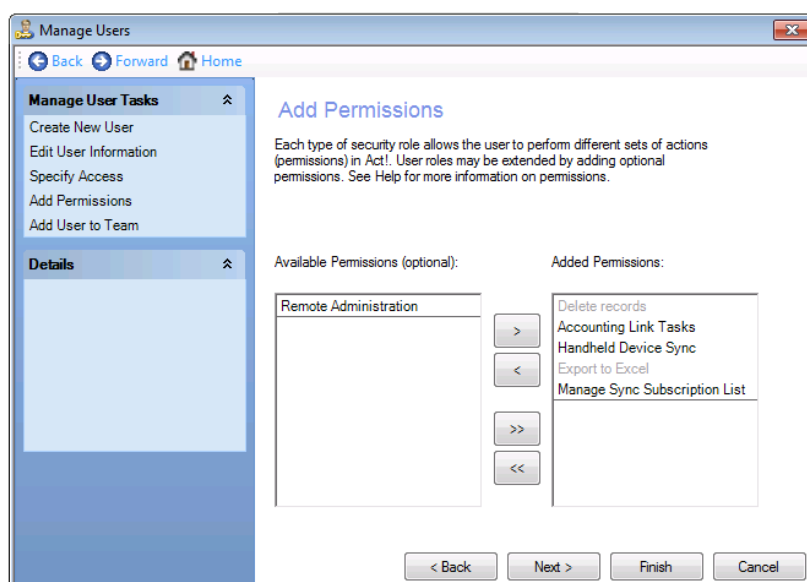 Manage Users
Back Forward Home
Manage User Tasks
Create New User
Edit User Information
Specify Access
Add Permissions
Add User to Team
Details
Add Permissions
Each type of security role allows the user to perform different sets of actions
(permissions) in Act!. User roles may be extended by adding optional
permissions. See Help for more information on permissions.
Available Permissions (optional):
Remote Administration
>
<
>>
<<
Added Permissions:
Delete records
Accounting Link Tasks
Handheld Device Sync
Export to Excel
Manage Sync Subscription List
< Back Next > Finish Cancel